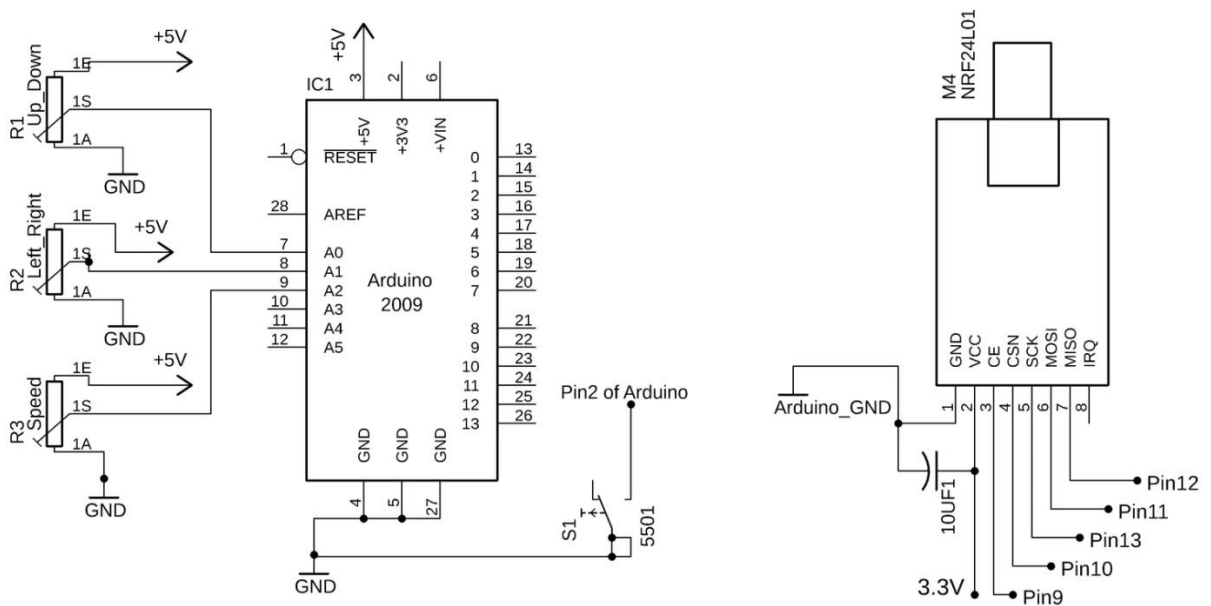 +5V
1E
1S
1A
R1
Up_Down
GND
+5V
1E
1S
1A
R2
Left_Right
GND
+5V
1E
1S
1A
R3
Speed
GND
+5V
IC1
3
2
6
+5V
+3V3
+VIN
1
RESET
28
AREF
7
A0
8
A1
9
A2
10
A3
11
A4
12
A5
Arduino
2009
0
13
1
14
2
15
3
16
4
17
5
18
6
19
7
20
8
21
9
22
10
23
11
24
12
25
13
26
GND
GND
GND
4
5
27
GND
Pin2 of Arduino
S1
5501
M4
NRF24L01
GND
VCC
CE
CSN
SCK
MOSI
MISO
IRQ
1
2
3
4
5
6
7
8
Arduino_GND
10UF1
Pin12
Pin11
Pin13
Pin10
3.3V
Pin9